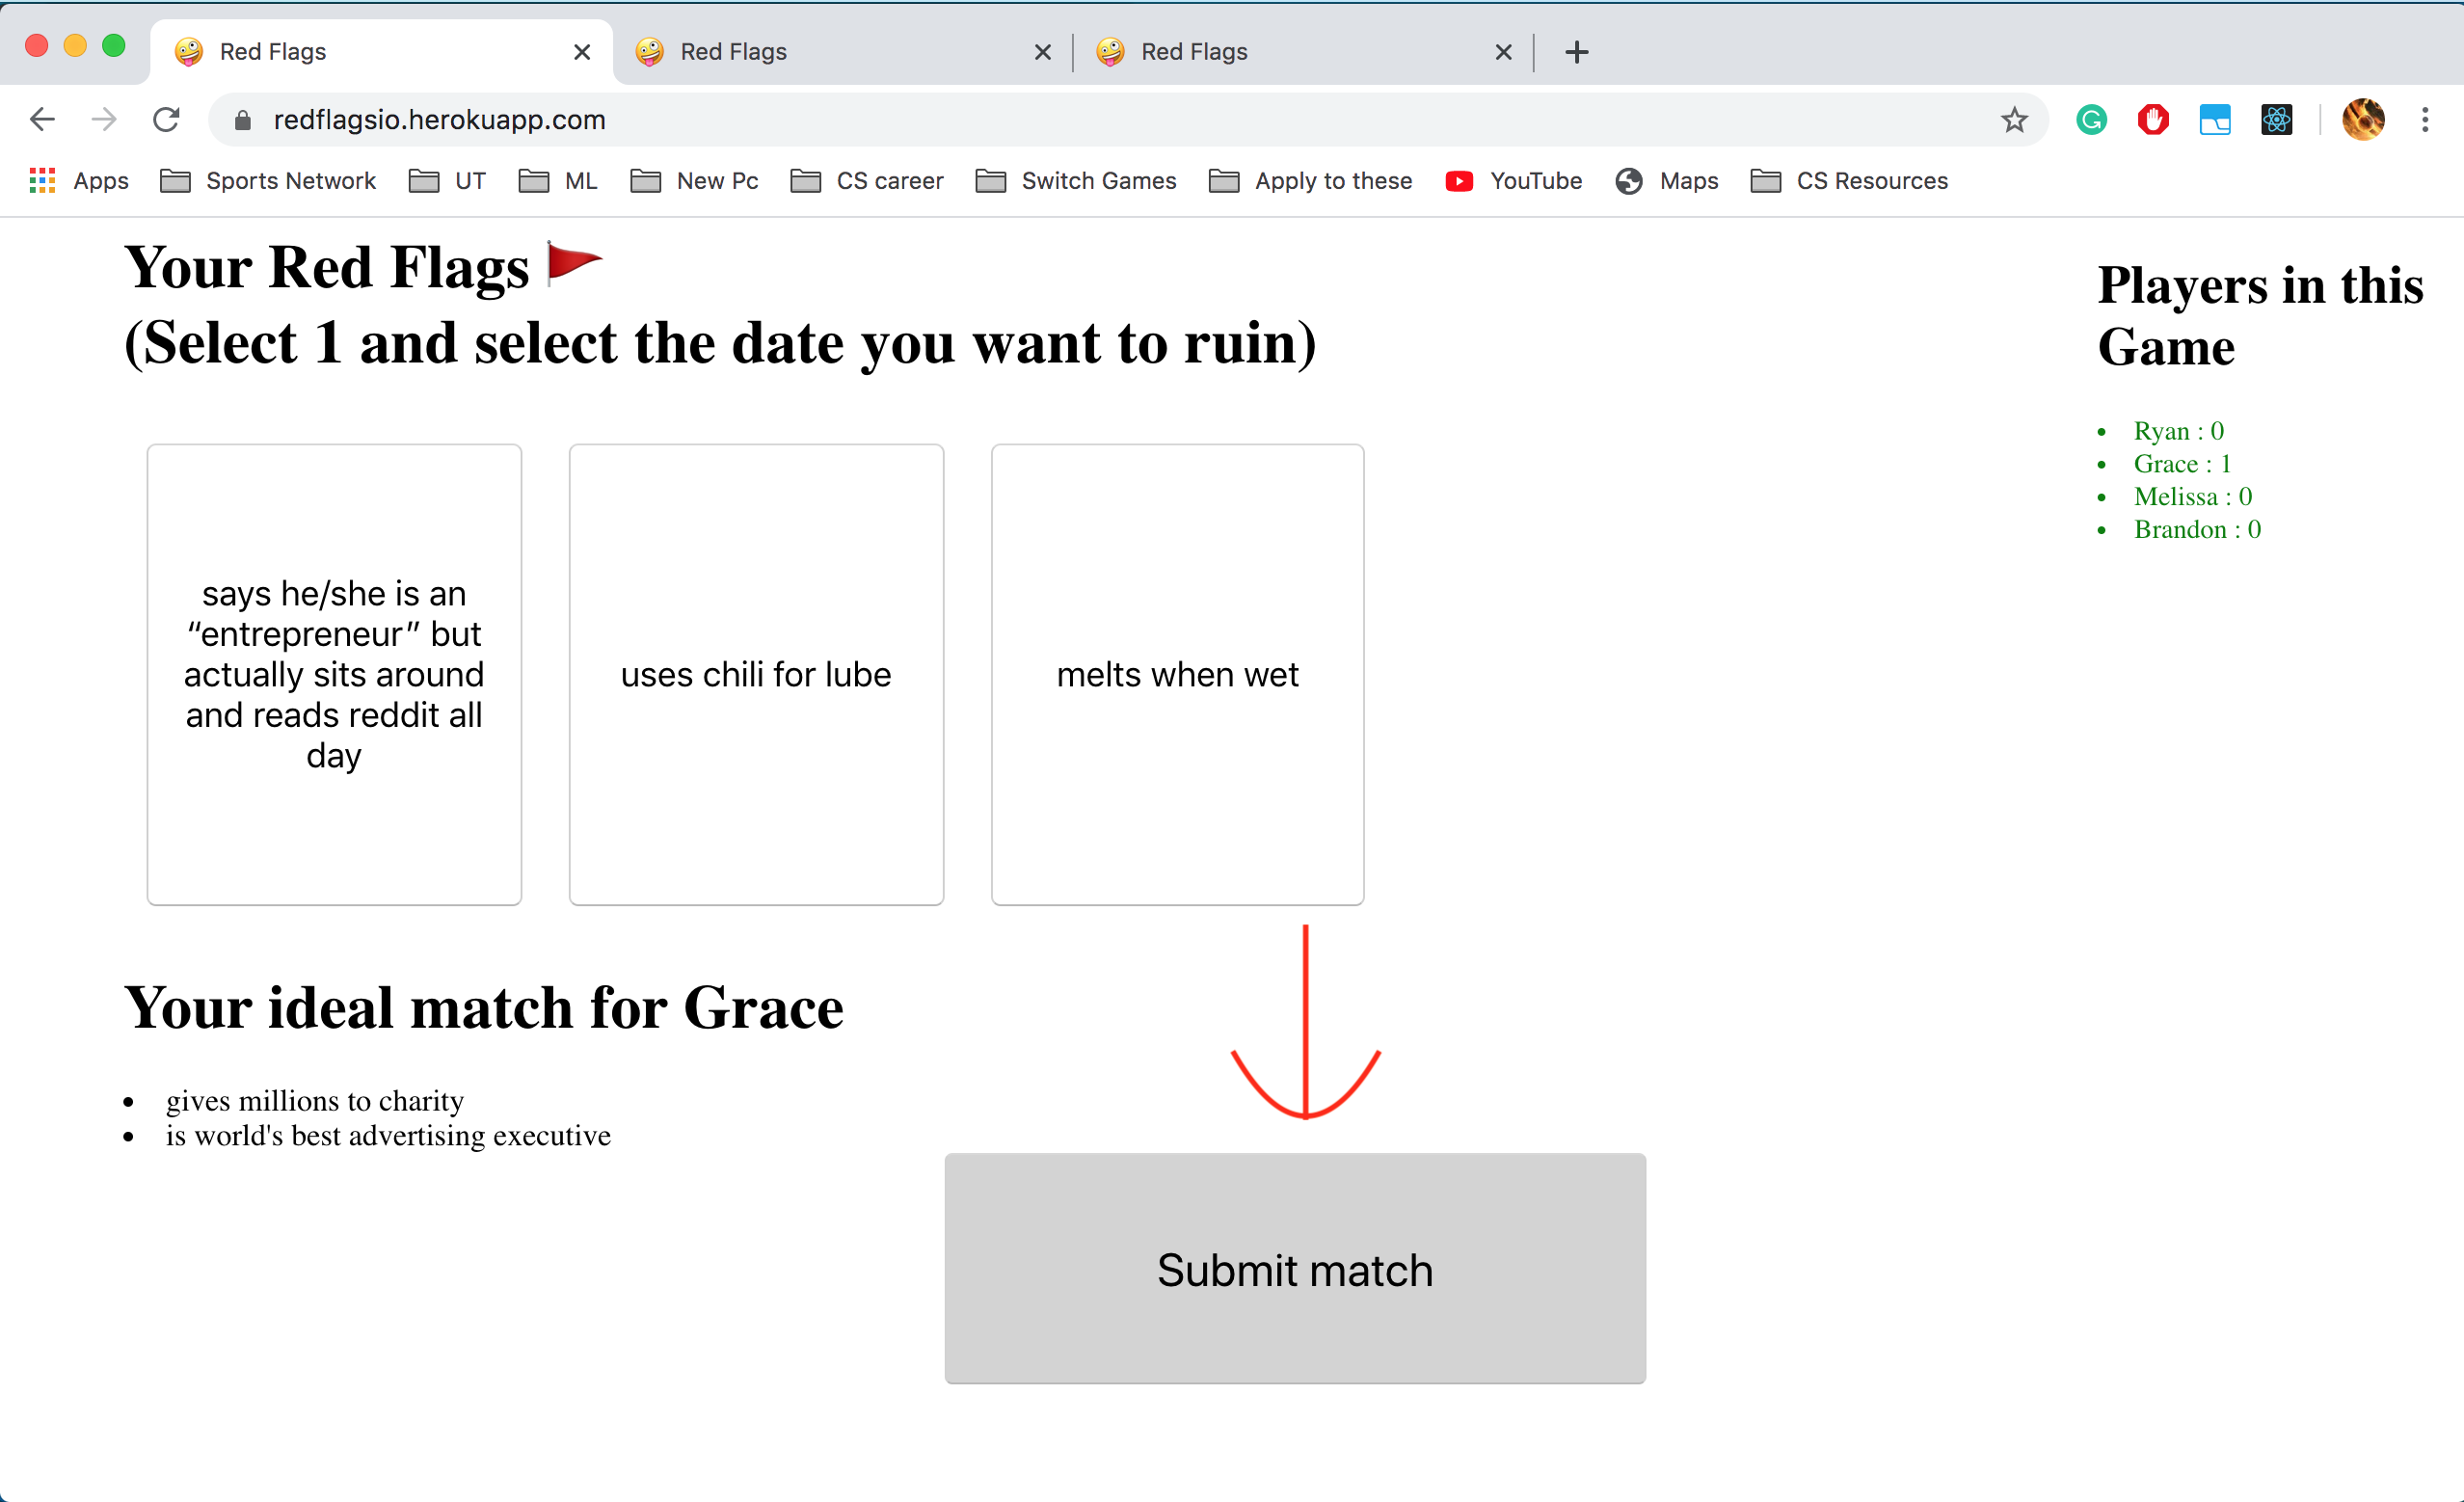 Red Flags
Red Flags
Red Flags
redflagsio.herokuapp.com
Apps
Sports Network
UT
ML
New Pc
CS career
Switch Games
Apply to these
YouTube
Maps
CS Resources
Your Red Flags 🚩
(Select 1 and select the date you want to ruin)
says he/she is an
“entrepreneur” but
actually sits around
and reads reddit all
day
uses chili for lube
melts when wet
Your ideal match for Grace
• gives millions to charity
• is world's best advertising executive
Submit match
Players in this
Game
• Ryan : 0
• Grace : 1
• Melissa : 0
• Brandon : 0